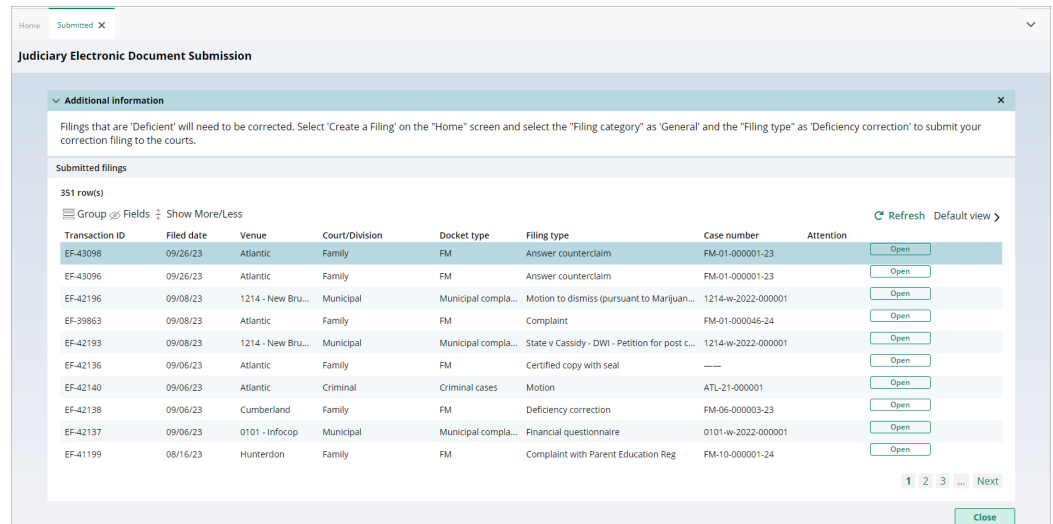 Home Submitted X
Judiciary Electronic Document Submission
Additional information
Filings that are 'Deficient' will need to be corrected. Select 'Create a Filing' on the "Home" screen and select the "Filing category" as 'General' and the "Filing type" as 'Deficiency correction' to submit your
correction filing to the courts.
Submitted filings
351 row(s)
Group Fields Show More/Less Refresh Default view
Transaction ID Filed date Venue Court/Division Docket type Filing type Case number Attention
EF-43098 09/26/23 Atlantic Family FM Answer counterclaim FM-01-000001-23 Open
EF-43096 09/26/23 Atlantic Family FM Answer counterclaim FM-01-000001-23 Open
EF-42196 09/08/23 1214 - New Bru... Municipal Municipal compla... Motion to dismiss (pursuant to Marijuan... 1214-w-2022-000001 Open
EF-39863 09/08/23 Atlantic Family FM Complaint FM-01-000046-24 Open
EF-42193 09/08/23 1214 - New Bru... Municipal Municipal compla... State v Cassidy - DWI - Petition for post c... 1214-w-2022-000001 Open
EF-42136 09/06/23 Atlantic Family FM Certified copy with seal —— Open
EF-42140 09/06/23 Atlantic Criminal Criminal cases Motion ATL-21-000001 Open
EF-42138 09/06/23 Cumberland Family FM Deficiency correction FM-06-000003-23 Open
EF-42137 09/06/23 0101 - Infocop Municipal Municipal compla... Financial questionnaire 0101-w-2022-000001 Open
EF-41199 08/16/23 Hunterdon Family FM Complaint with Parent Education Reg FM-10-000001-24 Open
1 2 3 ... Next
Close